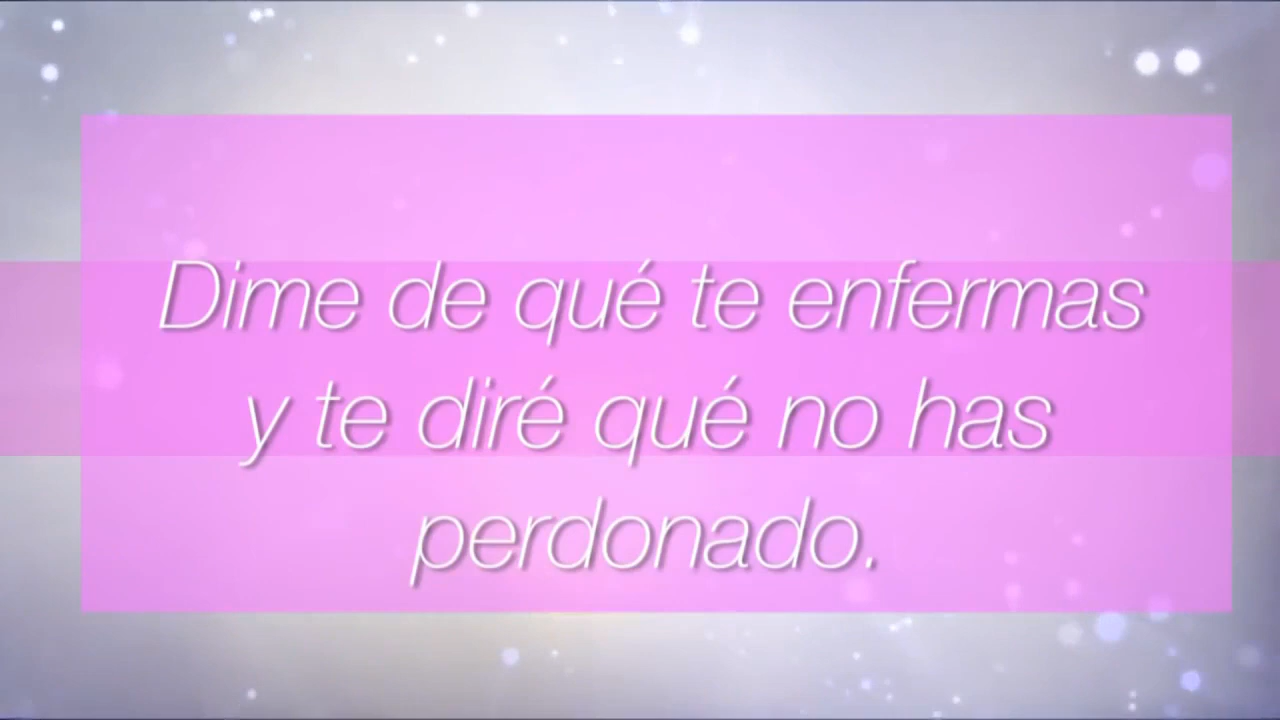 Dime de qué te enfermas
y te diré qué no has
perdonado.